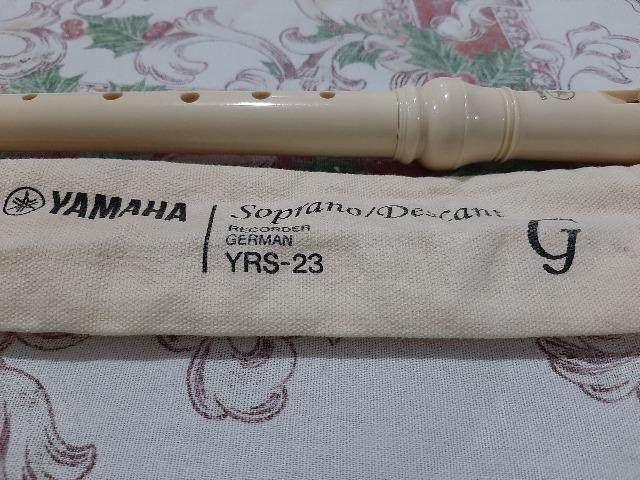 YAMAHA
Soprano/Descant
RECORDER
GERMAN
YRS-23
G